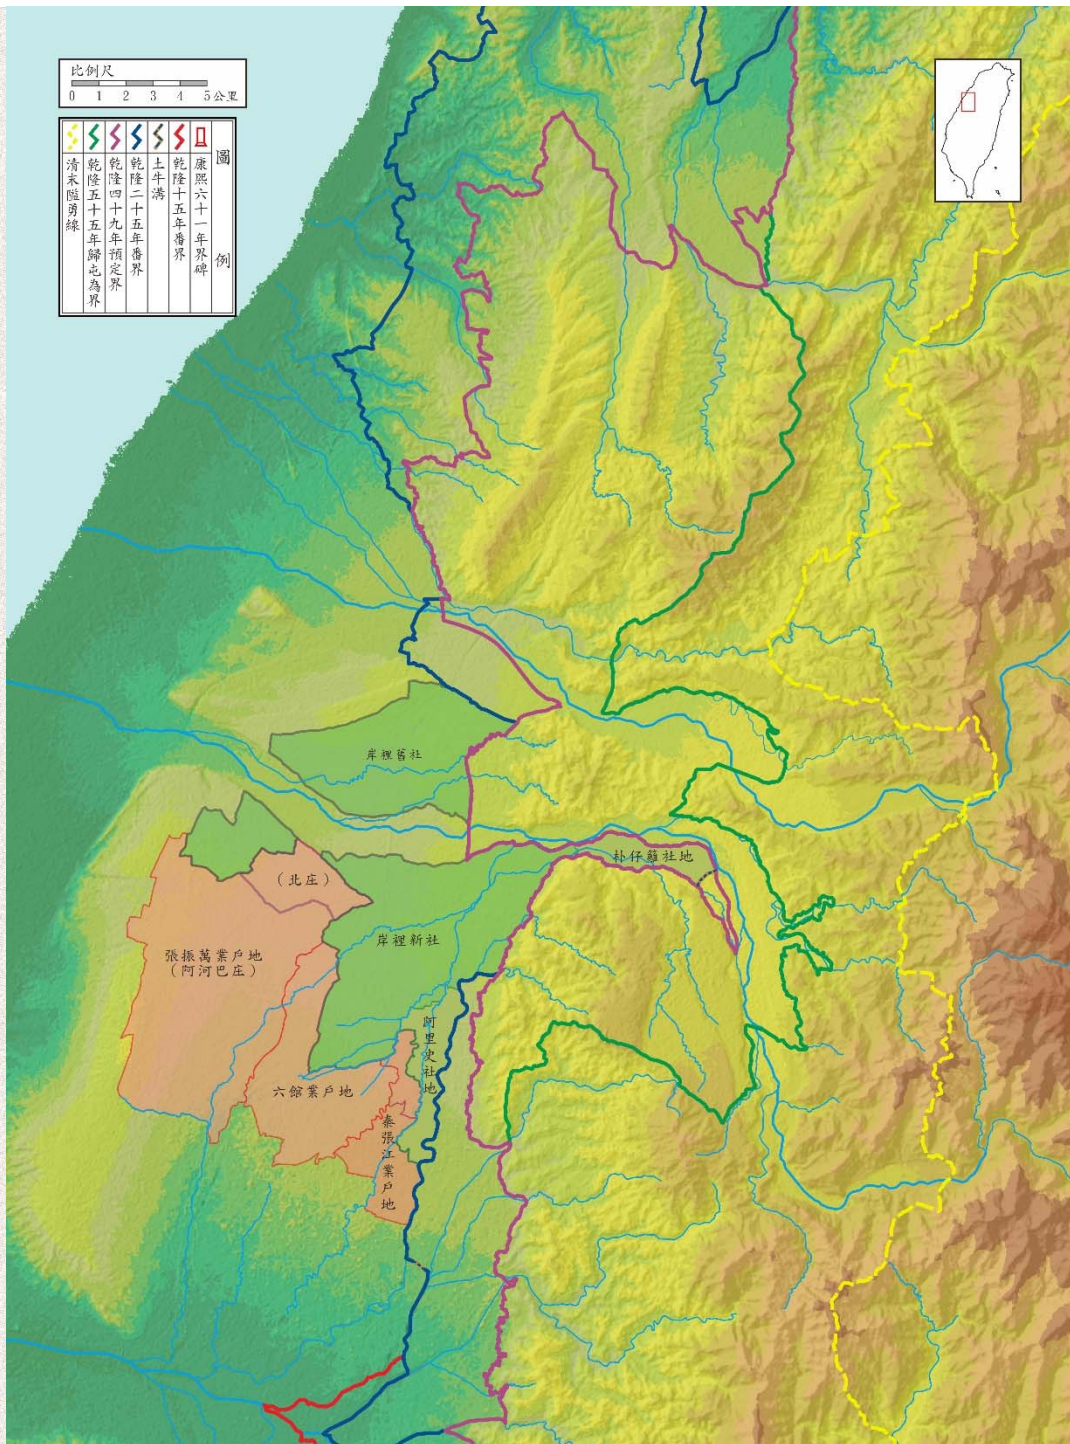 比例尺
0 1 2 3 4 5公里
圖例
康熙六十一年界碑
乾隆十五年番界
土牛溝
乾隆二十五年番界
乾隆四十九年預定界
乾隆五十五年歸屯為界
清末隘勇線
岸裡舊社
朴仔籬社地
(北庄)
岸裡新社
張振萬業戶地
(阿河巴庄)
阿里史社地
六館業戶地
秦張江業戶地